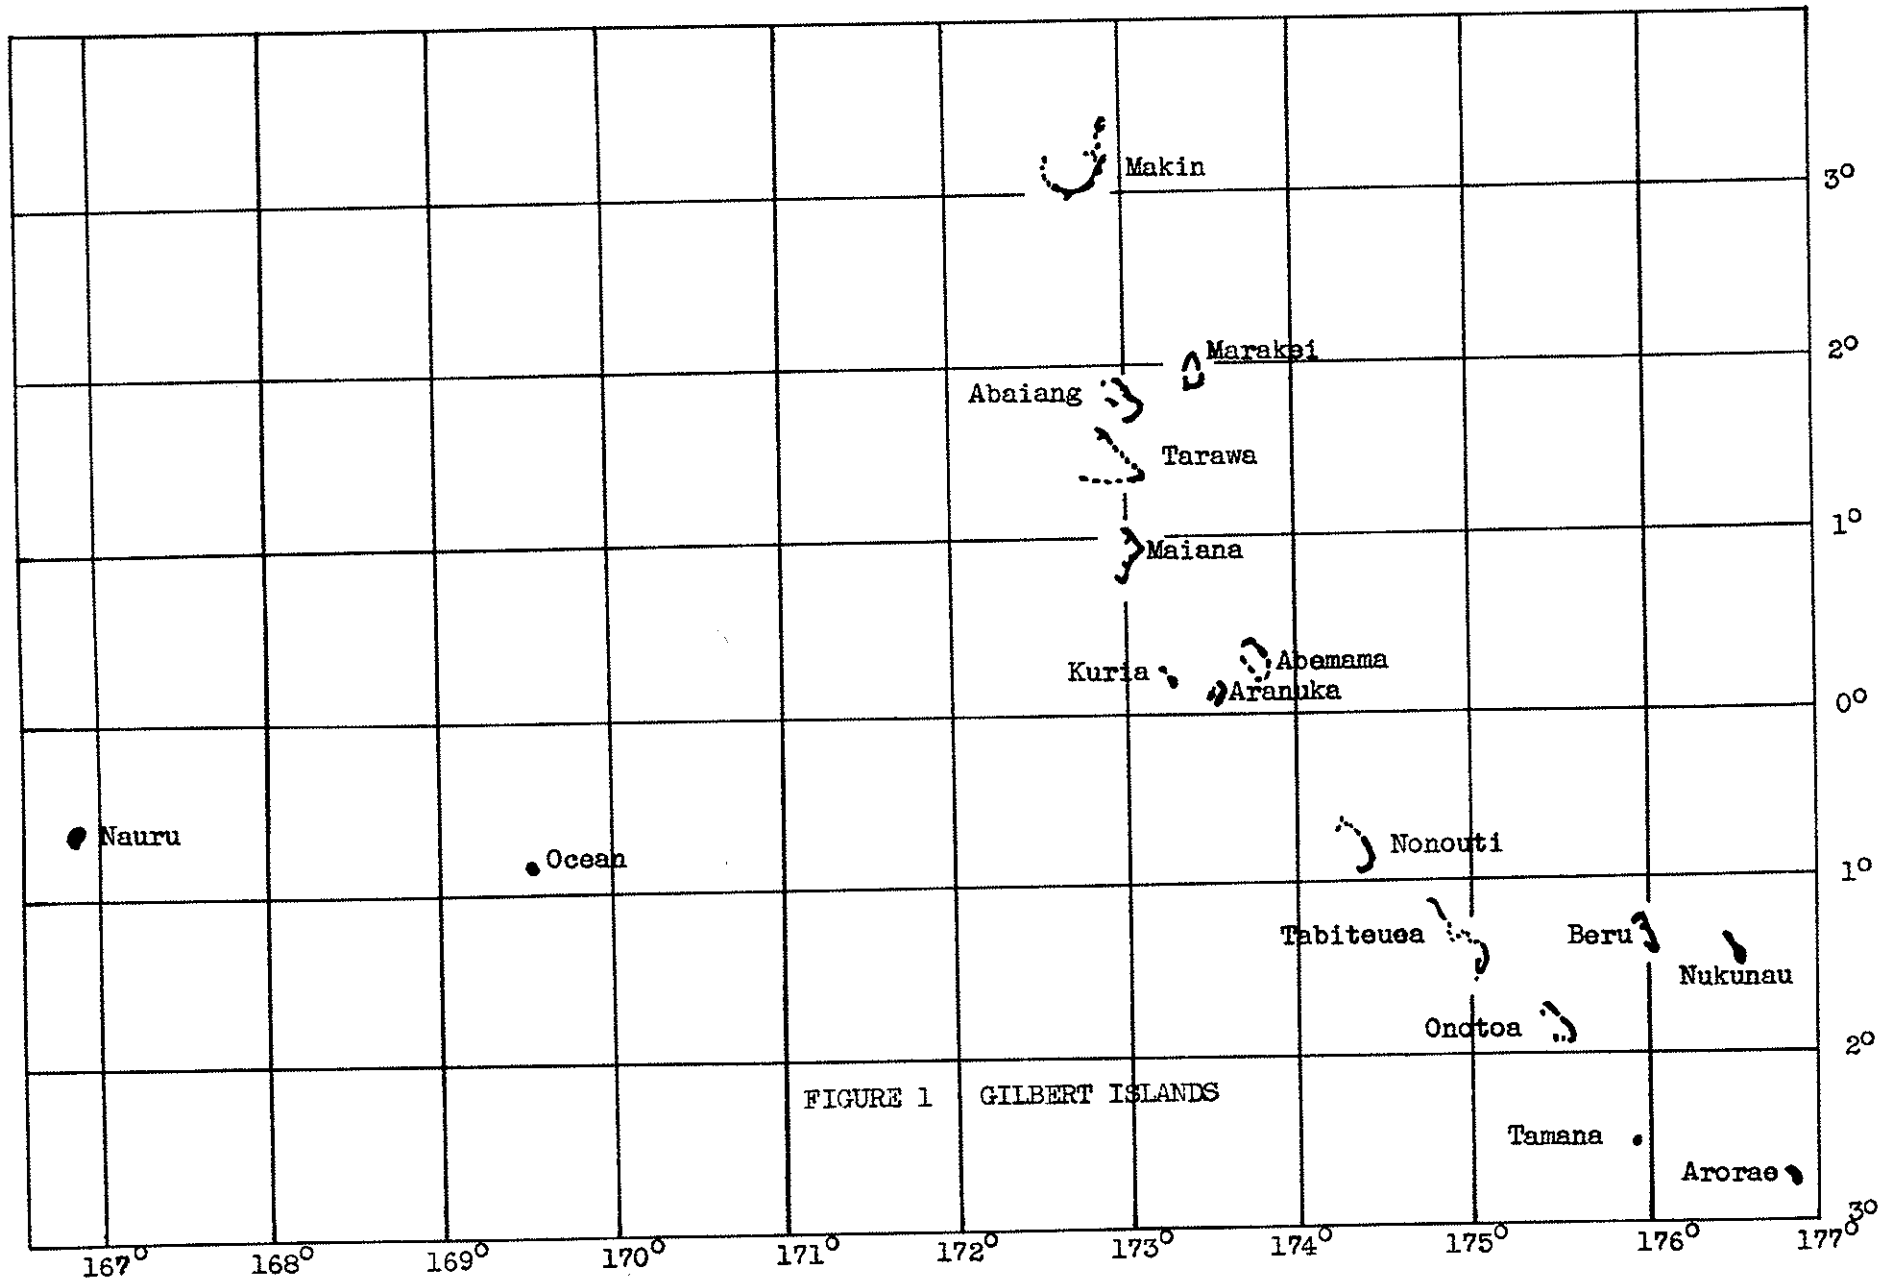 Makin
3°
Marakei
2°
Abaiang
Tarawa
1°
Maiana
Kuria
Abemama
Aranuka
0°
Nauru
Ocean
Nonouti
1°
Tabiteuea
Beru
Nukunau
Onotoa
2°
FIGURE 1 GILBERT ISLANDS
Tamana
Arorae
3°
167° 168° 169° 170° 171° 172° 173° 174° 175° 176° 177°